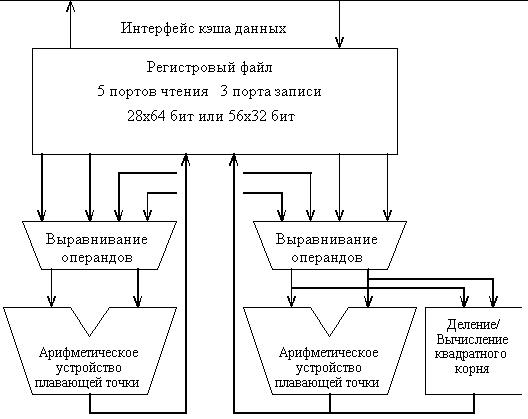 Интерфейс кэша данных
Регистровый файл
5 портов чтения 3 порта записи
28x64 бит или 56x32 бит
Выравнивание
операндов
Выравнивание
операндов
Арифметическое
устройство
плавающей точки
Арифметическое
устройство
плавающей точки
Деление/
Вычисление
квадратного
корня